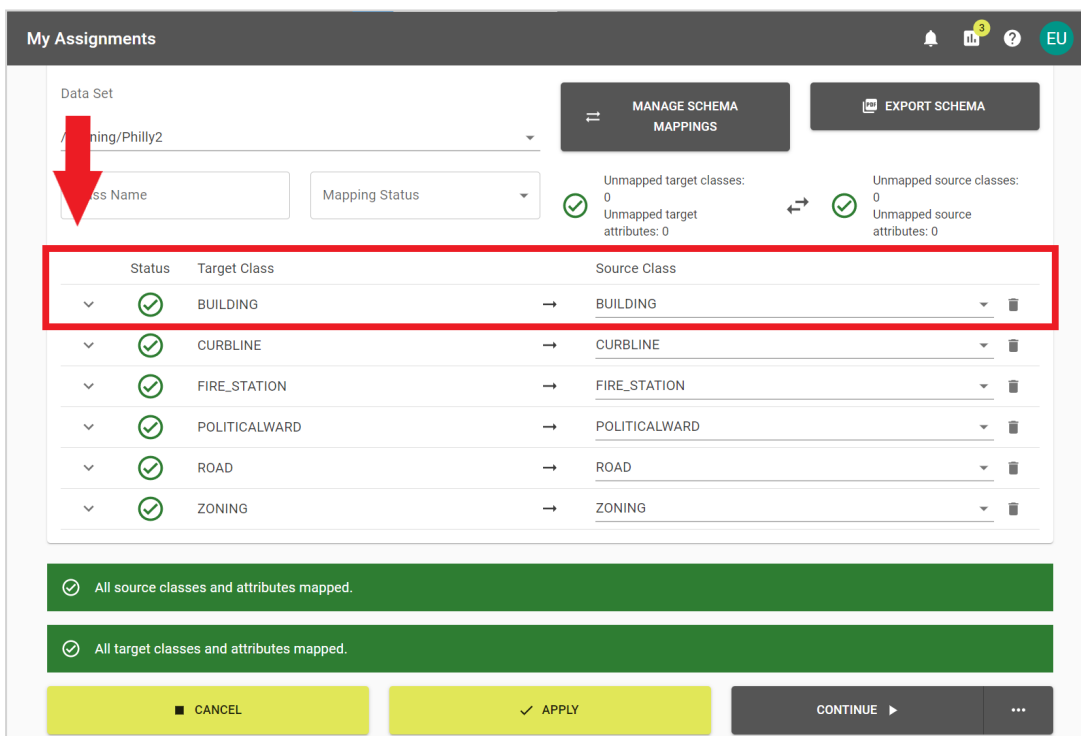 My Assignments
3
EU
Data Set
MANAGE SCHEMA
MAPPINGS
PDF
EXPORT SCHEMA
/ ning/Philly2
ss Name
Mapping Status
Unmapped target classes:
0
Unmapped target
attributes: 0
Unmapped source classes:
0
Unmapped source
attributes: 0
Status Target Class Source Class
BUILDING → BUILDING
CURBLINE → CURBLINE
FIRE_STATION → FIRE_STATION
POLITICALWARD → POLITICALWARD
ROAD → ROAD
ZONING → ZONING
All source classes and attributes mapped.
All target classes and attributes mapped.
CANCEL
APPLY
CONTINUE
...